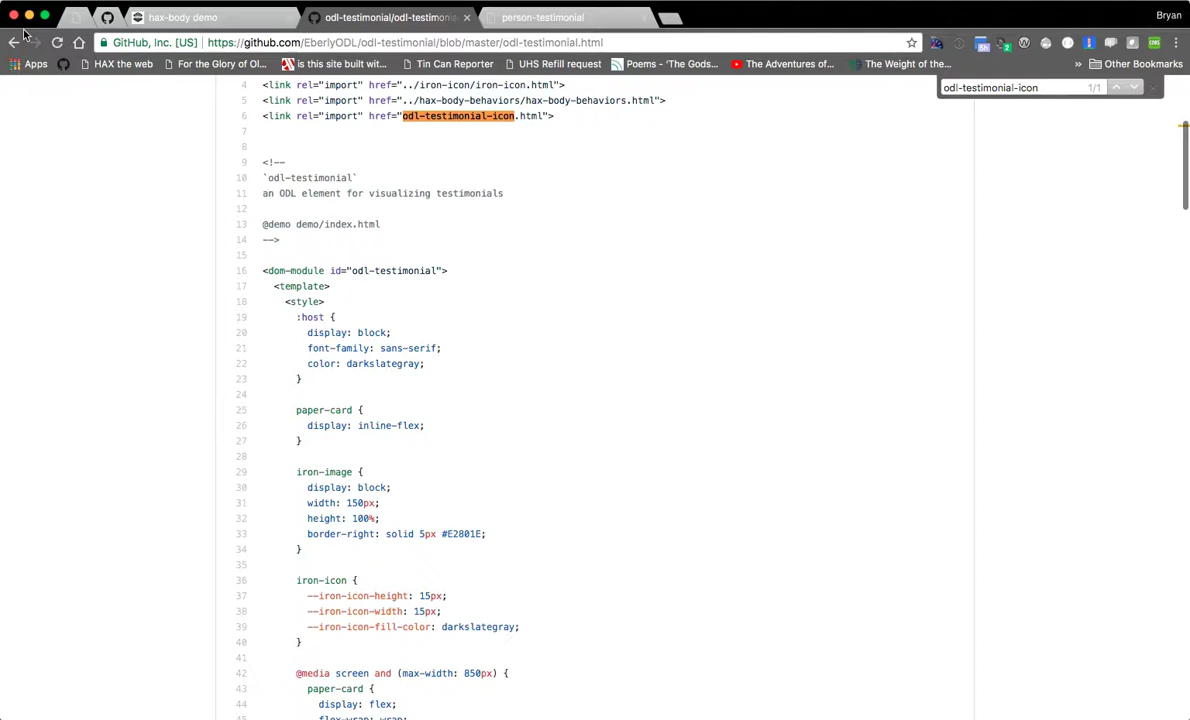 Bryan
hax-body demo
odl-testimonial/odl-testimonia
person-testimonial
GitHub, Inc. [US] https://github.com/EberlyODL/odl-testimonial/blob/master/odl-testimonial.html
Apps HAX the web For the Glory of Ol... is this site built wit... Tin Can Reporter UHS Refill request Poems - 'The Gods... The Adventures of... The Weight of the... » Other Bookmarks
odl-testimonial-icon 1/1
4 <link rel="import" href="../iron-icon/iron-icon.html">
5 <link rel="import" href="../hax-body-behaviors/hax-body-behaviors.html">
6 <link rel="import" href="odl-testimonial-icon.html">
7
8
9 <!--
10 `odl-testimonial`
11 an ODL element for visualizing testimonials
12
13 @demo demo/index.html
14 -->
15
16 <dom-module id="odl-testimonial">
17 <template>
18 <style>
19 :host {
20 display: block;
21 font-family: sans-serif;
22 color: darkslategray;
23 }
24
25 paper-card {
26 display: inline-flex;
27 }
28
29 iron-image {
30 display: block;
31 width: 150px;
32 height: 100%;
33 border-right: solid 5px #E2801E;
34 }
35
36 iron-icon {
37 --iron-icon-height: 15px;
38 --iron-icon-width: 15px;
39 --iron-icon-fill-color: darkslategray;
40 }
41
42 @media screen and (max-width: 850px) {
43 paper-card {
44 display: flex;
45 flex-wrap: wrap;